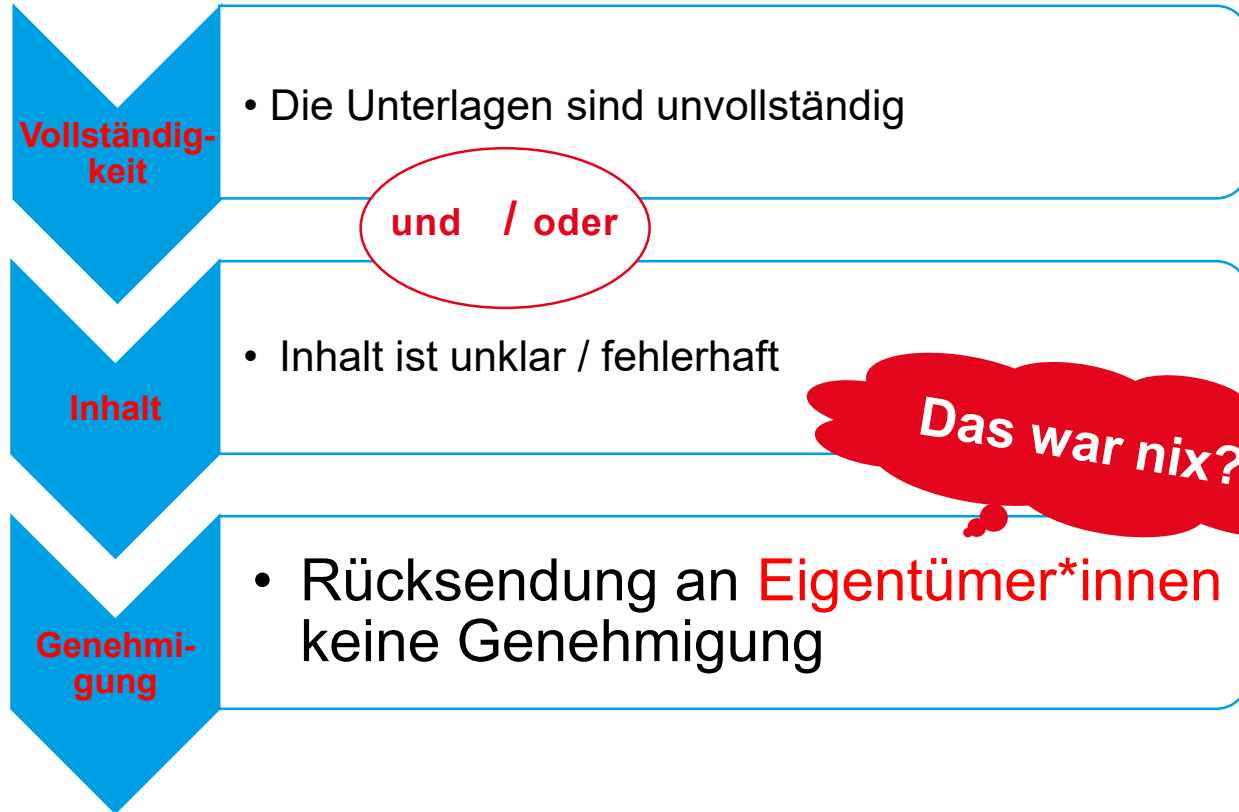 Vollständig-
keit
• Die Unterlagen sind unvollständig
und / oder
Inhalt
• Inhalt ist unklar / fehlerhaft
Das war nix?
Genehmi-
gung
• Rücksendung an Eigentümer*innen
keine Genehmigung